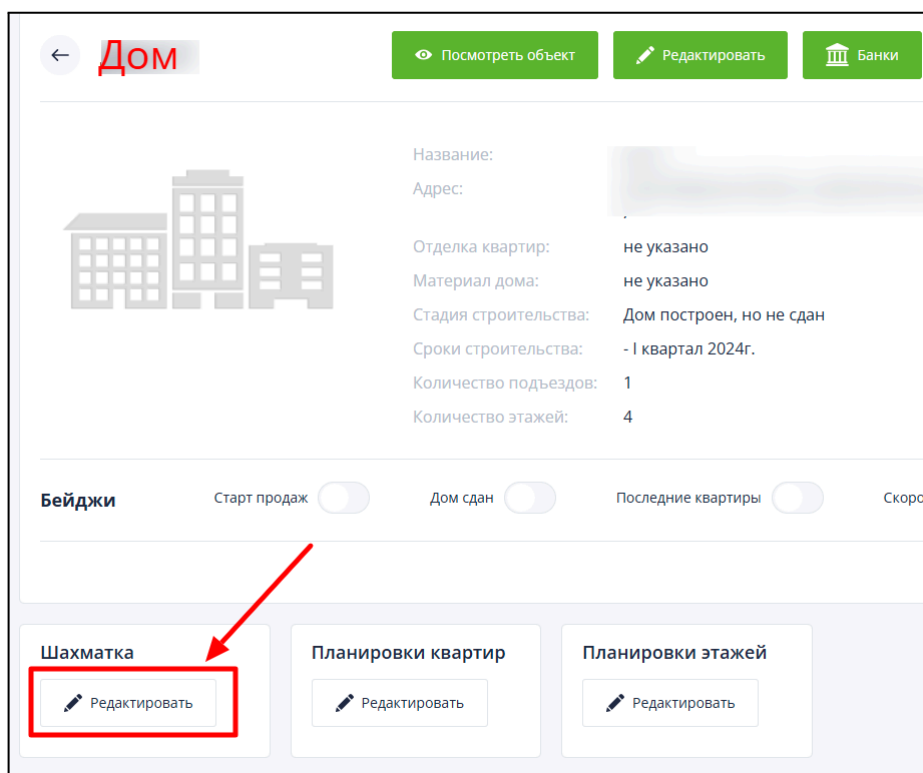 Дом
Посмотреть объект
Редактировать
Банки
Название:
Адрес:
Отделка квартир: не указано
Материал дома: не указано
Стадия строительства: Дом построен, но не сдан
Сроки строительства: - I квартал 2024г.
Количество подъездов: 1
Количество этажей: 4
Бейджи
Старт продаж
Дом сдан
Последние квартиры
Скоро
Шахматка
Планировки квартир
Планировки этажей
Редактировать
Редактировать
Редактировать